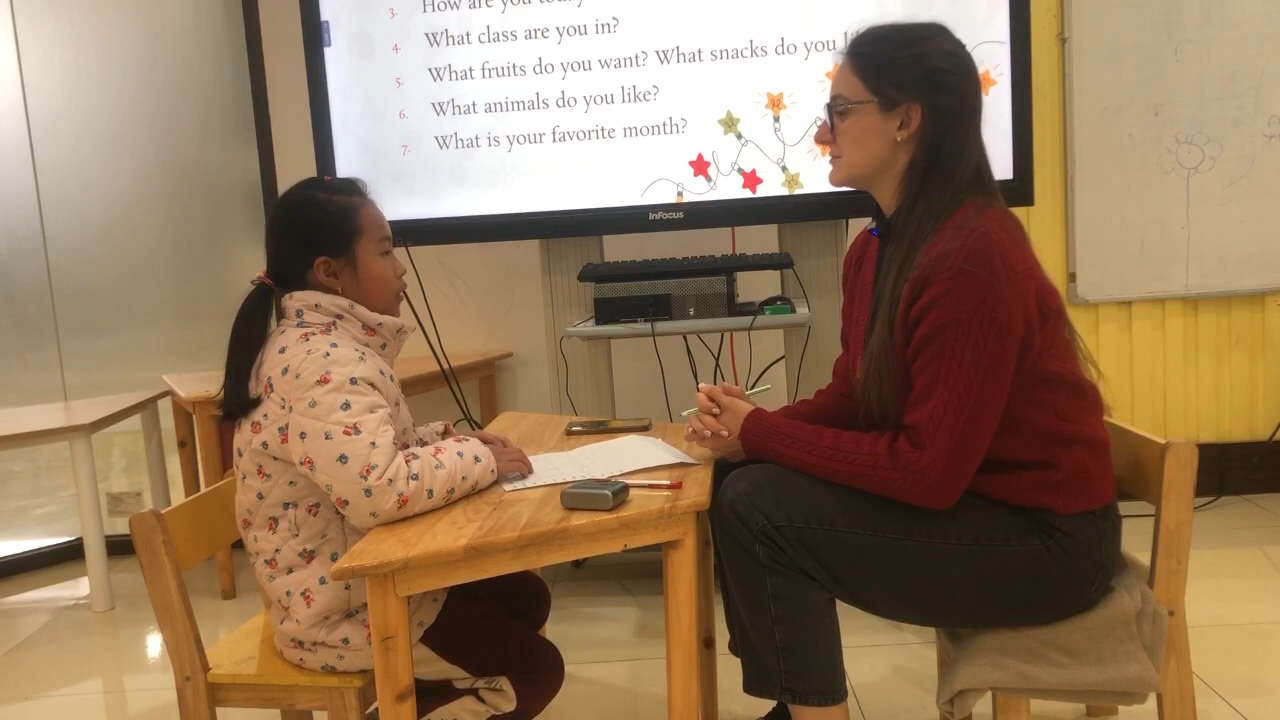 3. How are you today
4. What class are you in?
5. What fruits do you want? What snacks do you
6. What animals do you like?
7. What is your favorite month?
InFocus